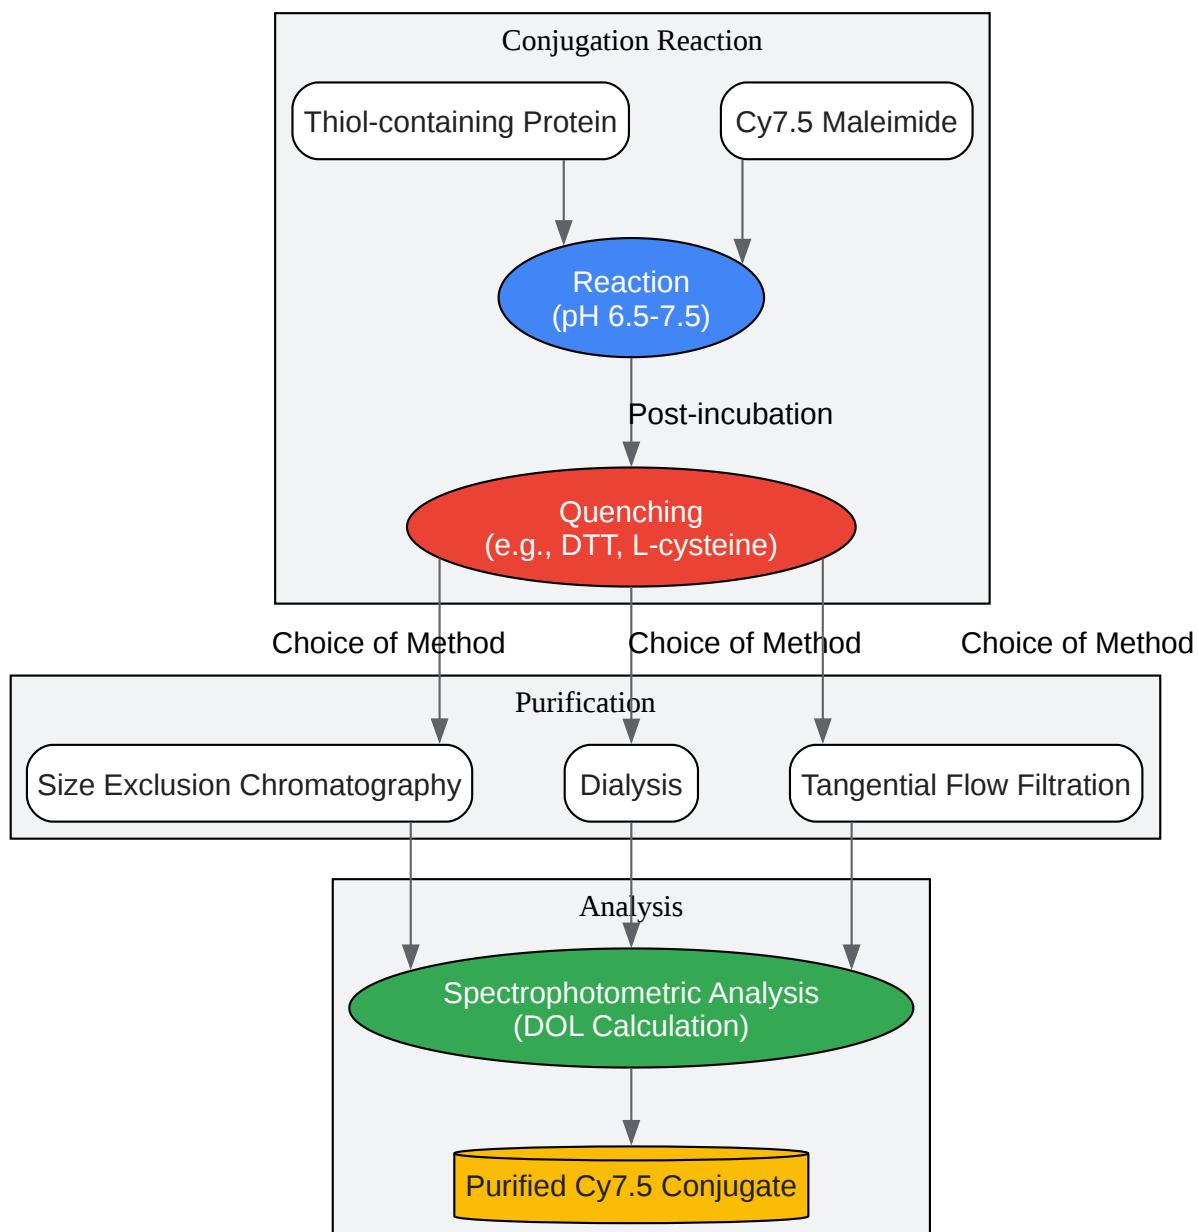 Conjugation Reaction
Thiol-containing Protein
Cy7.5 Maleimide
Reaction
(pH 6.5-7.5)
Post-incubation
Quenching
(e.g., DTT, L-cysteine)
Choice of Method
Choice of Method
Choice of Method
Purification
Size Exclusion Chromatography
Dialysis
Tangential Flow Filtration
Analysis
Spectrophotometric Analysis
(DOL Calculation)
Purified Cy7.5 Conjugate